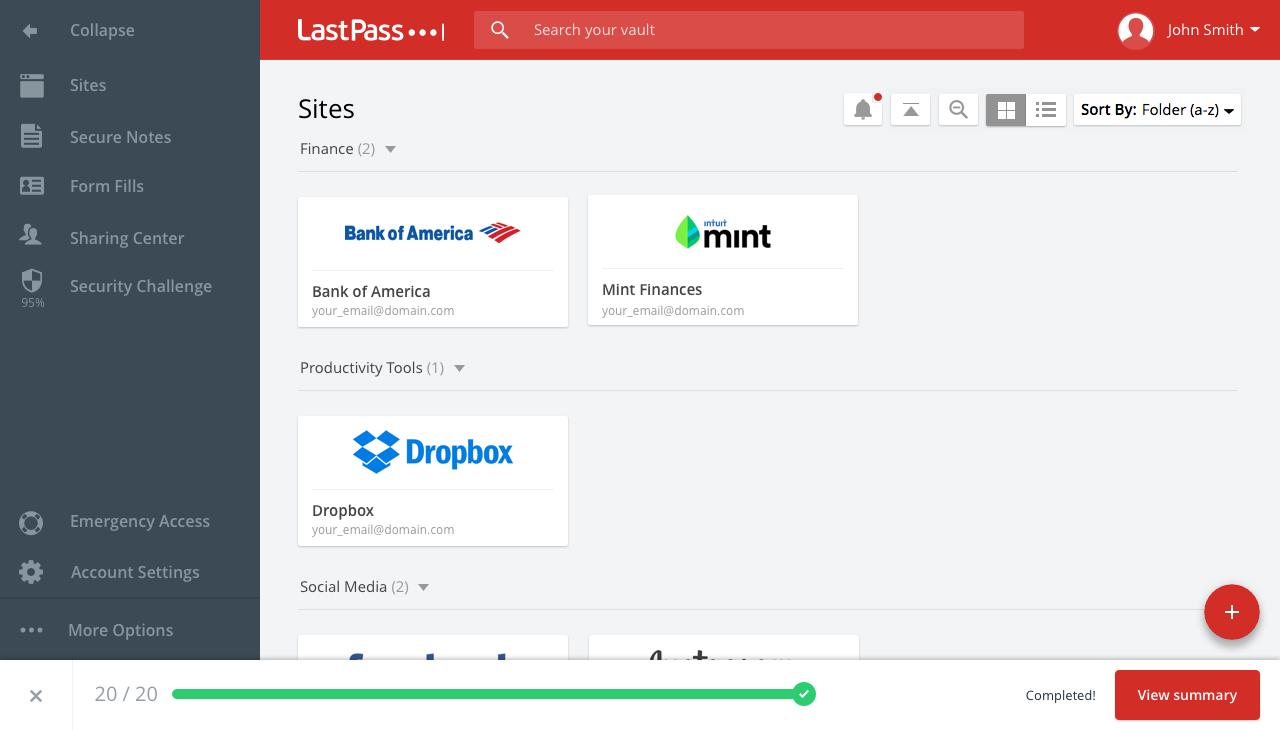 Collapse
Sites
Secure Notes
Form Fills
Sharing Center
Security Challenge
95%
Emergency Access
Account Settings
More Options
LastPass
Search your vault
John Smith
Sites
Sort By: Folder (a-z)
Finance (2)
Bank of America
Bank of America
your_email@domain.com
intuit
mint
Mint Finances
your_email@domain.com
Productivity Tools (1)
Dropbox
Dropbox
your_email@domain.com
Social Media (2)
20 / 20
Completed!
View summary